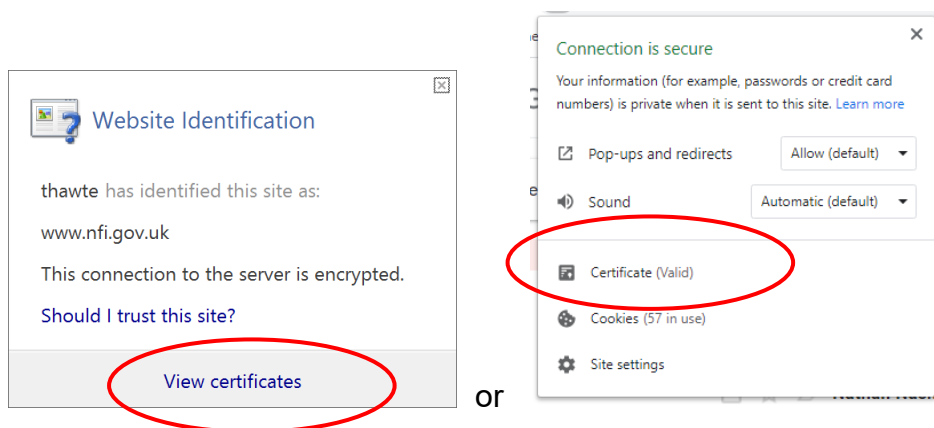 Website Identification
thawte has identified this site as:
www.nfi.gov.uk
This connection to the server is encrypted.
Should I trust this site?
View certificates
or
Connection is secure
Your information (for example, passwords or credit card
numbers) is private when it is sent to this site. Learn more
Pop-ups and redirects Allow (default)
Sound Automatic (default)
Certificate (Valid)
Cookies (57 in use)
Site settings